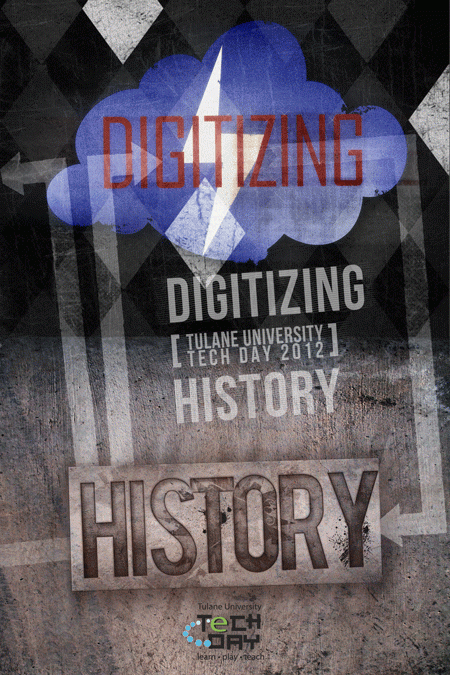 DIGITIZING
DIGITIZING
[TULANE UNIVERSITY
TECH DAY 2012]
HISTORY
HISTORY
Tulane University
TECH
DAY
learn • play • teach